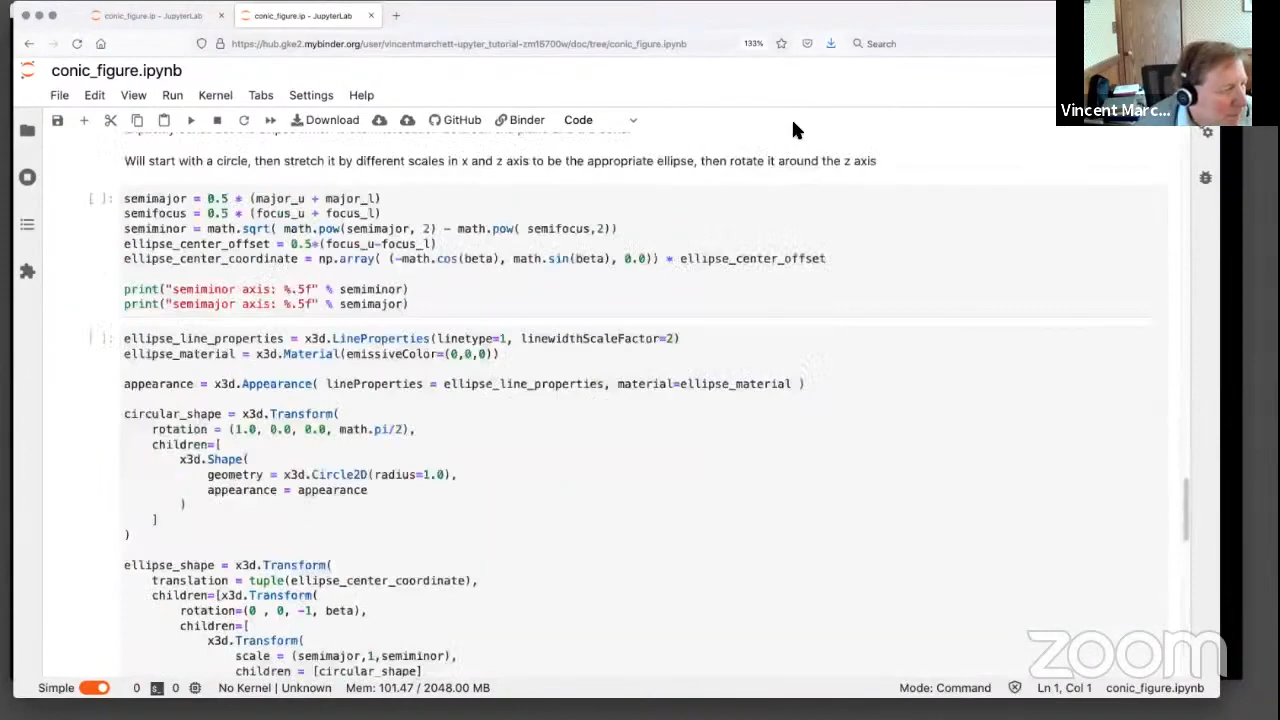 conic_figure.ip - JupyterLab
conic_figure.ip - JupyterLab
https://hub.gke2.mybinder.org/user/vincentmarchett-upyter_tutorial-zm15700w/doc/tree/conic_figure.ipynb
133%
Search
Vincent Marc...
conic_figure.ipynb
File Edit View Run Kernel Tabs Settings Help
Download GitHub Binder Code
Will start with a circle, then stretch it by different scales in x and z axis to be the appropriate ellipse, then rotate it around the z axis
[ ]: semimajor = 0.5 * (major_u + major_l)
semifocus = 0.5 * (focus_u + focus_l)
semiminor = math.sqrt( math.pow(semimajor, 2) - math.pow( semifocus,2))
ellipse_center_offset = 0.5*(focus_u-focus_l)
ellipse_center_coordinate = np.array( (-math.cos(beta), math.sin(beta), 0.0)) * ellipse_center_offset
print("semiminor axis: %.5f" % semiminor)
print("semimajor axis: %.5f" % semimajor)
[ ]: ellipse_line_properties = x3d.LineProperties(linetype=1, linewidthScaleFactor=2)
ellipse_material = x3d.Material(emissiveColor=(0,0,0))
appearance = x3d.Appearance( lineProperties = ellipse_line_properties, material=ellipse_material )
circular_shape = x3d.Transform(
rotation = (1.0, 0.0, 0.0, math.pi/2),
children=[
x3d.Shape(
geometry = x3d.Circle2D(radius=1.0),
appearance = appearance
)
]
)
ellipse_shape = x3d.Transform(
translation = tuple(ellipse_center_coordinate),
children=[x3d.Transform(
rotation=(0 , 0, -1, beta),
children=[
x3d.Transform(
scale = (semimajor,1,semiminor),
children = [circular_shape]
zoom
Simple 0 0 No Kernel | Unknown Mem: 101.47 / 2048.00 MB Mode: Command Ln 1, Col 1 conic_figure.ipynb